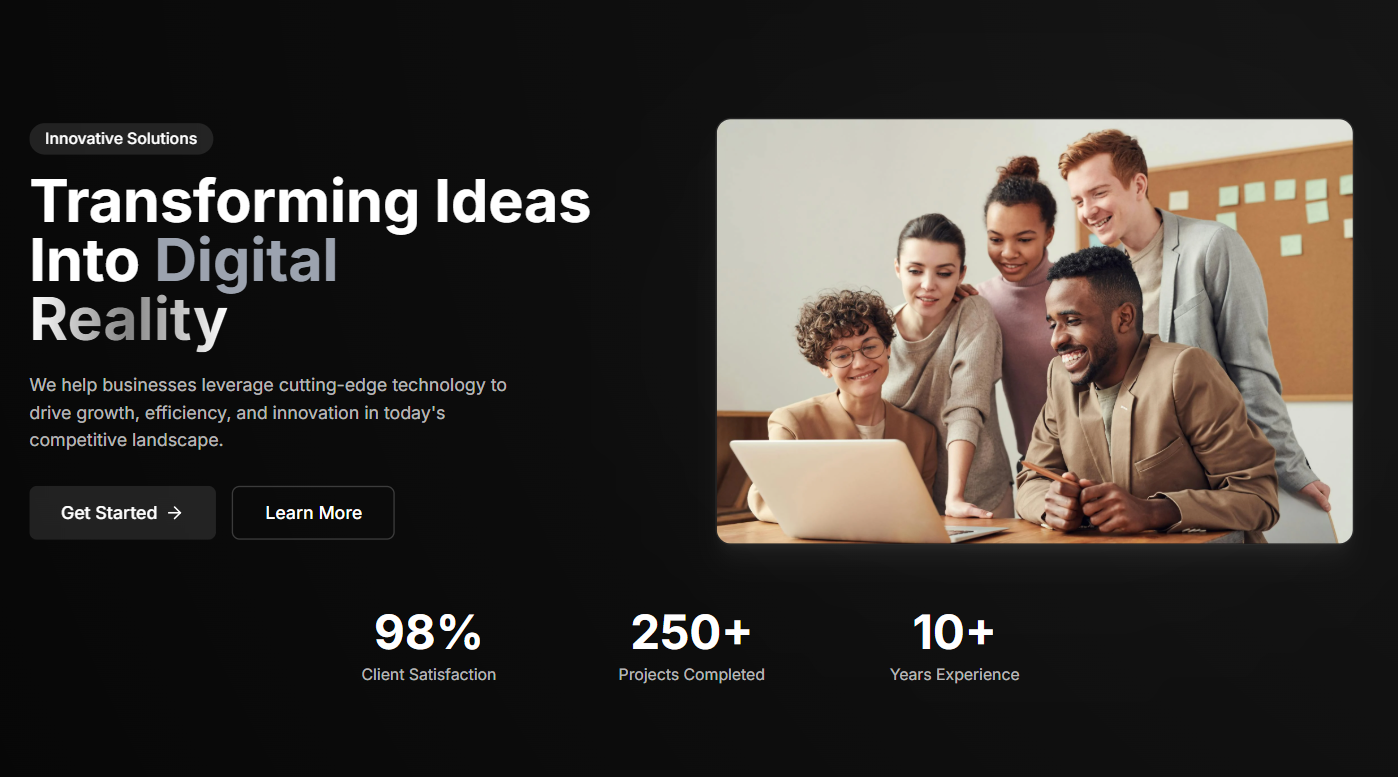 Innovative Solutions
Transforming Ideas
Into Digital
Reality
We help businesses leverage cutting-edge technology to
drive growth, efficiency, and innovation in today's
competitive landscape.
Get Started →
Learn More
98%
Client Satisfaction
250+
Projects Completed
10+
Years Experience